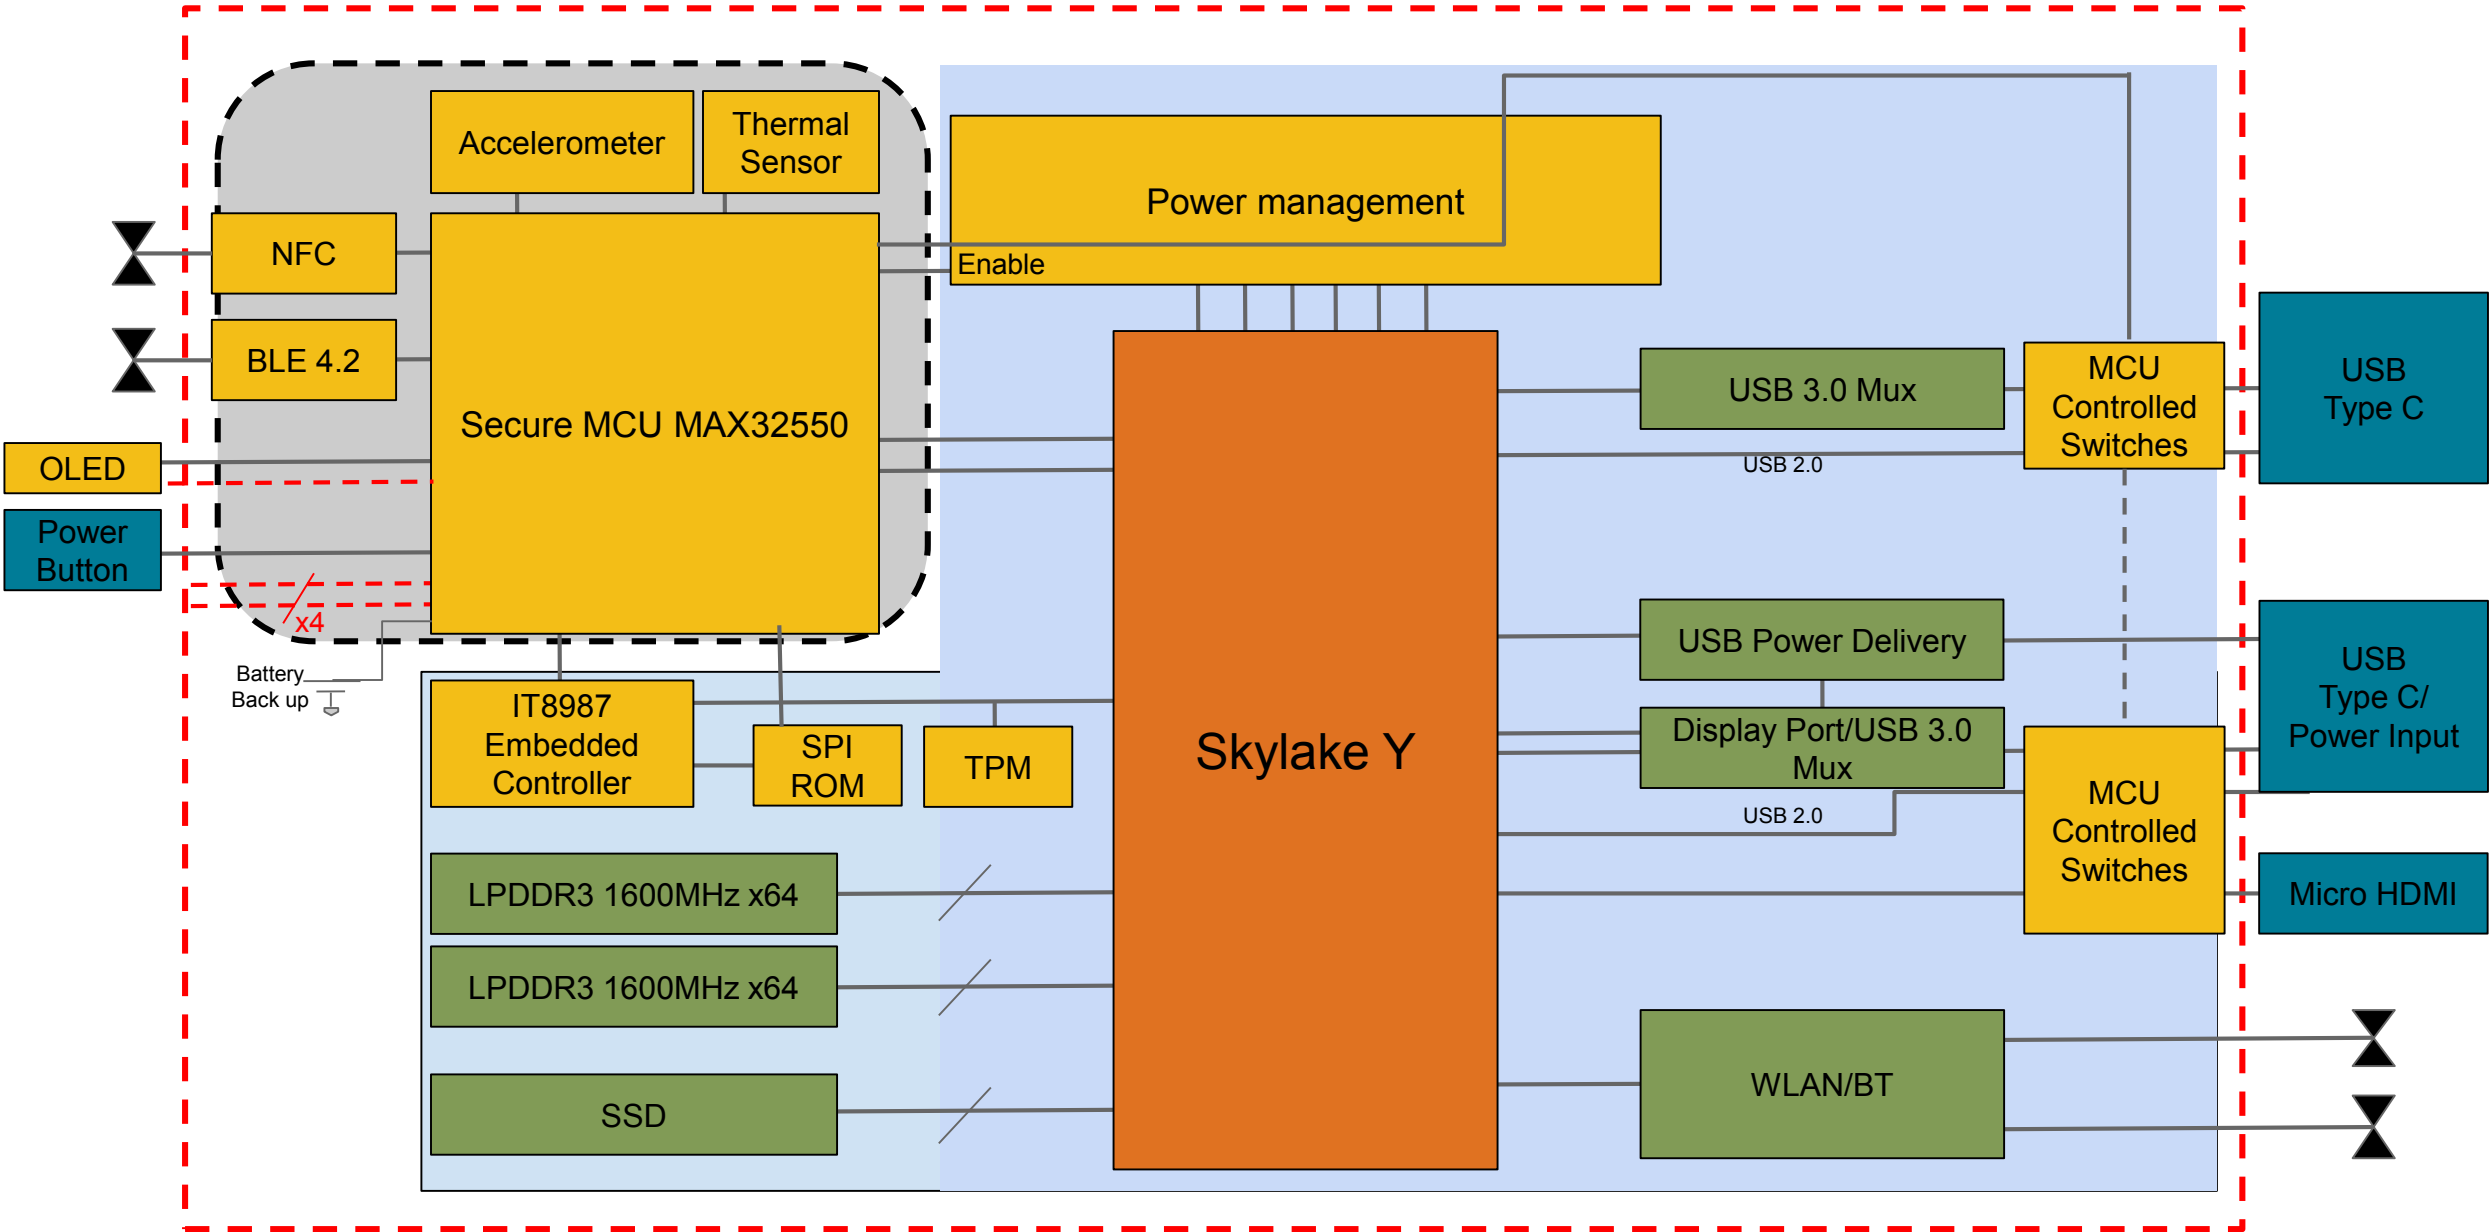 Accelerometer
Thermal
Sensor
Power management
Enable
NFC
BLE 4.2
Secure MCU MAX32550
OLED
Power
Button
x4
Battery
Back up
USB 3.0 Mux
MCU
Controlled
Switches
USB
Type C
USB 2.0
USB Power Delivery
USB
Type C/
Power Input
Display Port/USB 3.0
Mux
USB 2.0
MCU
Controlled
Switches
Micro HDMI
IT8987
Embedded
Controller
SPI
ROM
TPM
Skylake Y
LPDDR3 1600MHz x64
LPDDR3 1600MHz x64
SSD
WLAN/BT